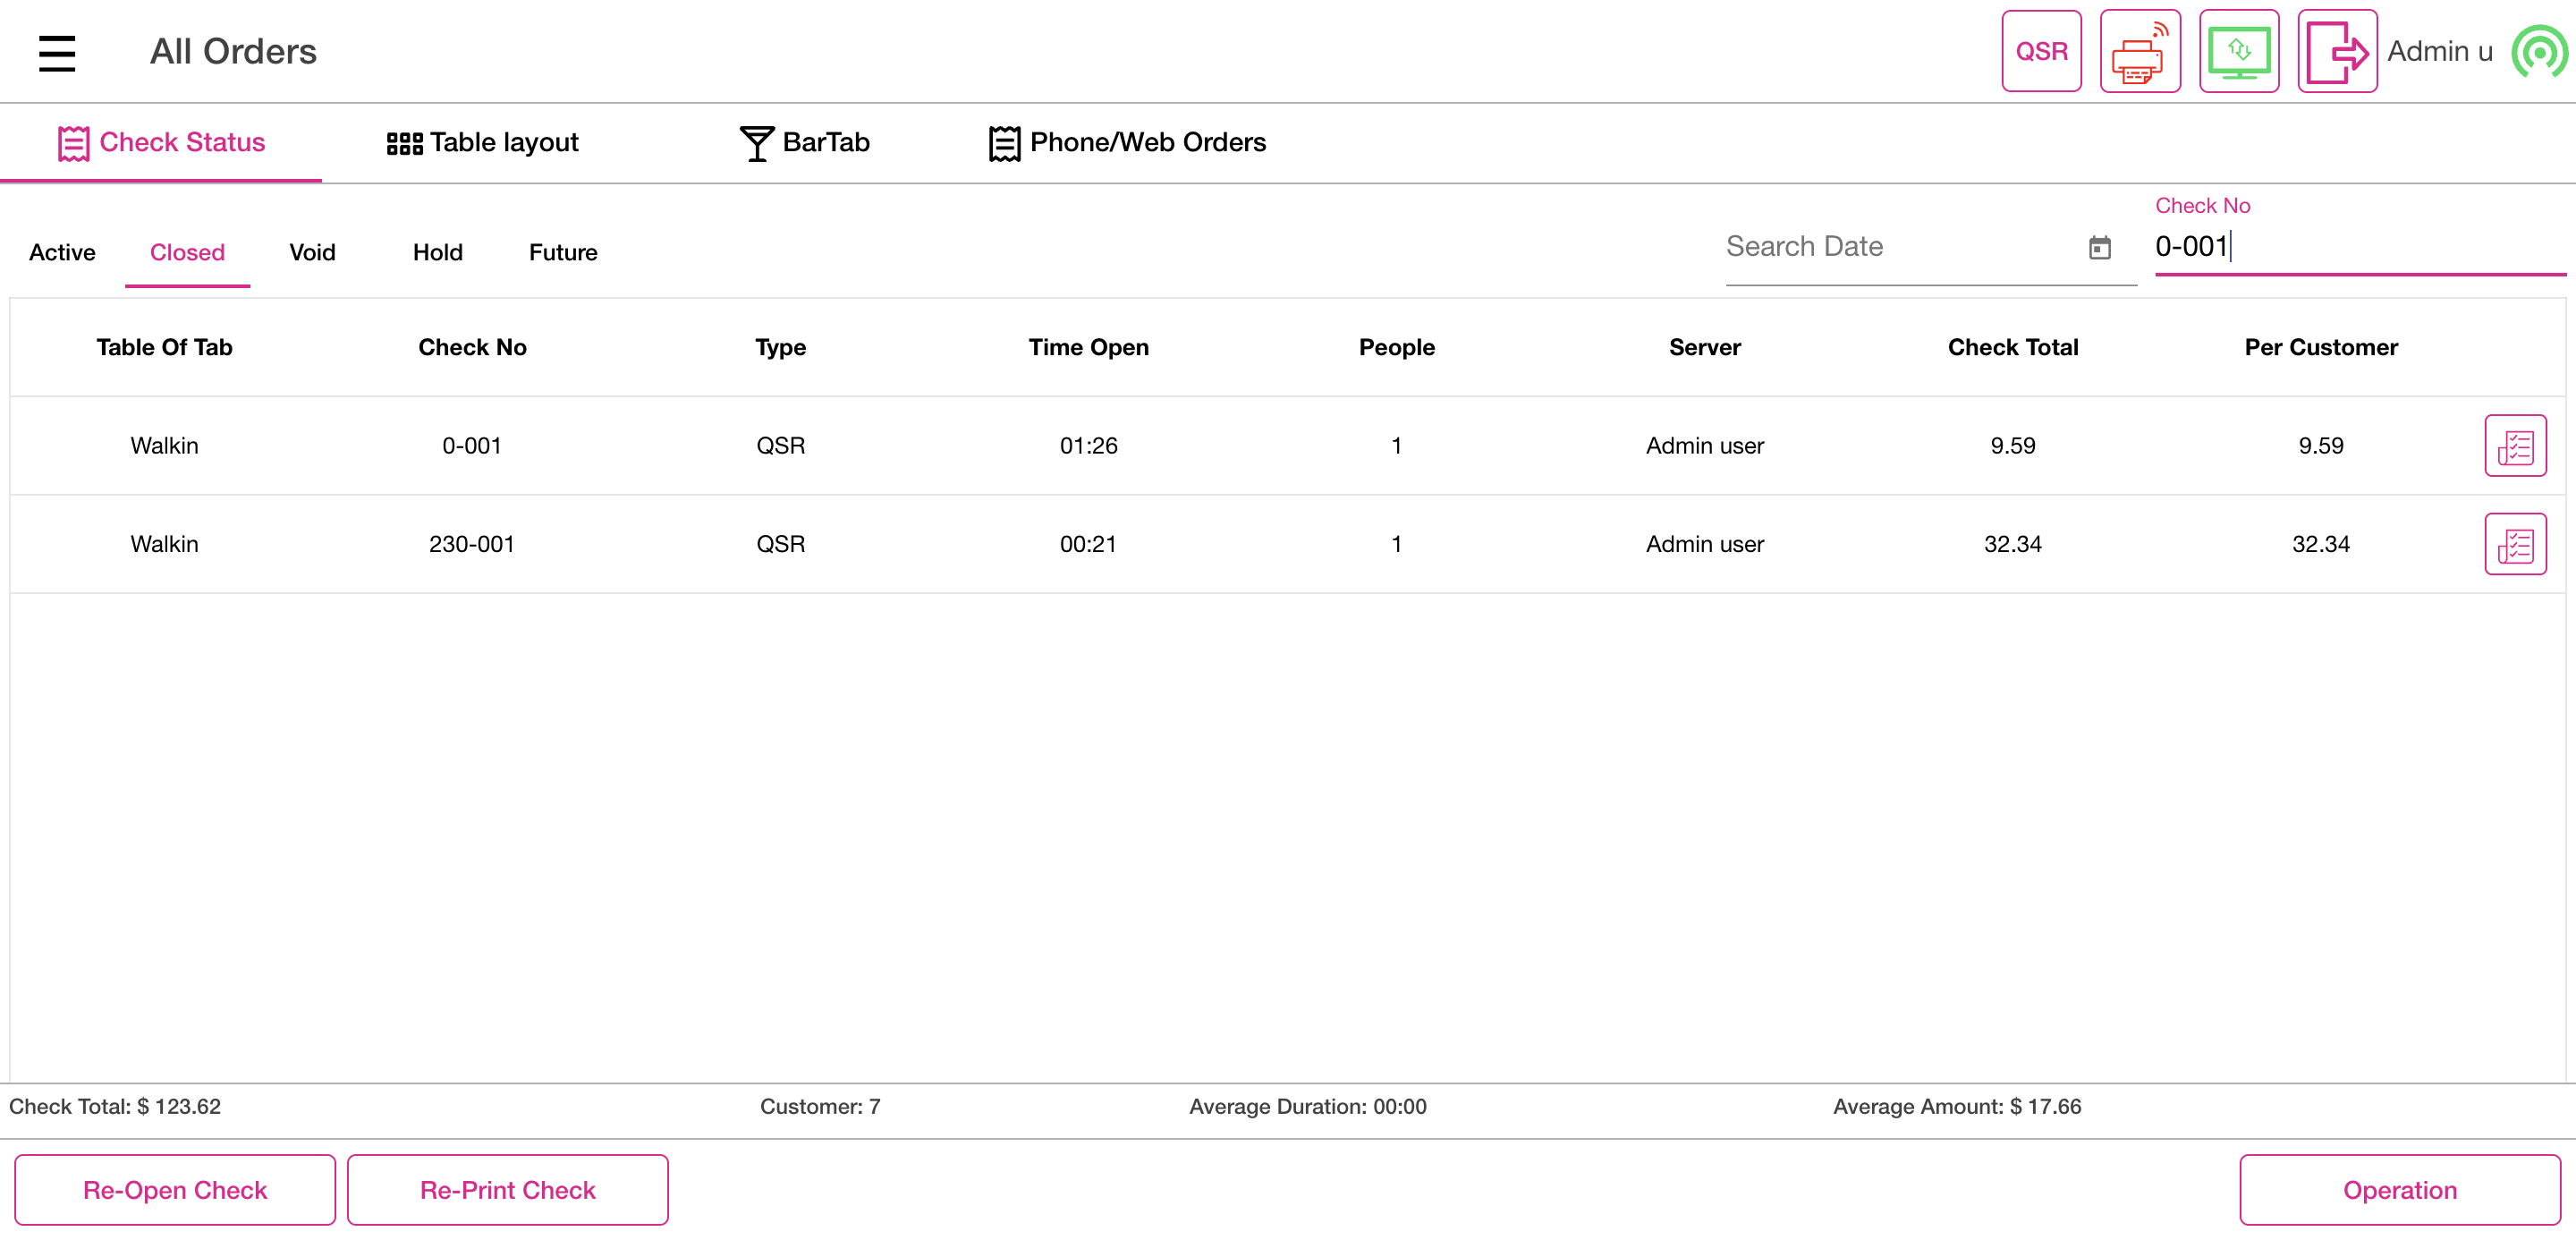 All Orders
QSR
Admin u
Check Status
Table layout
BarTab
Phone/Web Orders
Active
Closed
Void
Hold
Future
Search Date
Check No
0-001
Table Of Tab Check No Type Time Open People Server Check Total Per Customer
Walkin 0-001 QSR 01:26 1 Admin user 9.59 9.59
Walkin 230-001 QSR 00:21 1 Admin user 32.34 32.34
Check Total: $ 123.62 Customer: 7 Average Duration: 00:00 Average Amount: $ 17.66
Re-Open Check
Re-Print Check
Operation